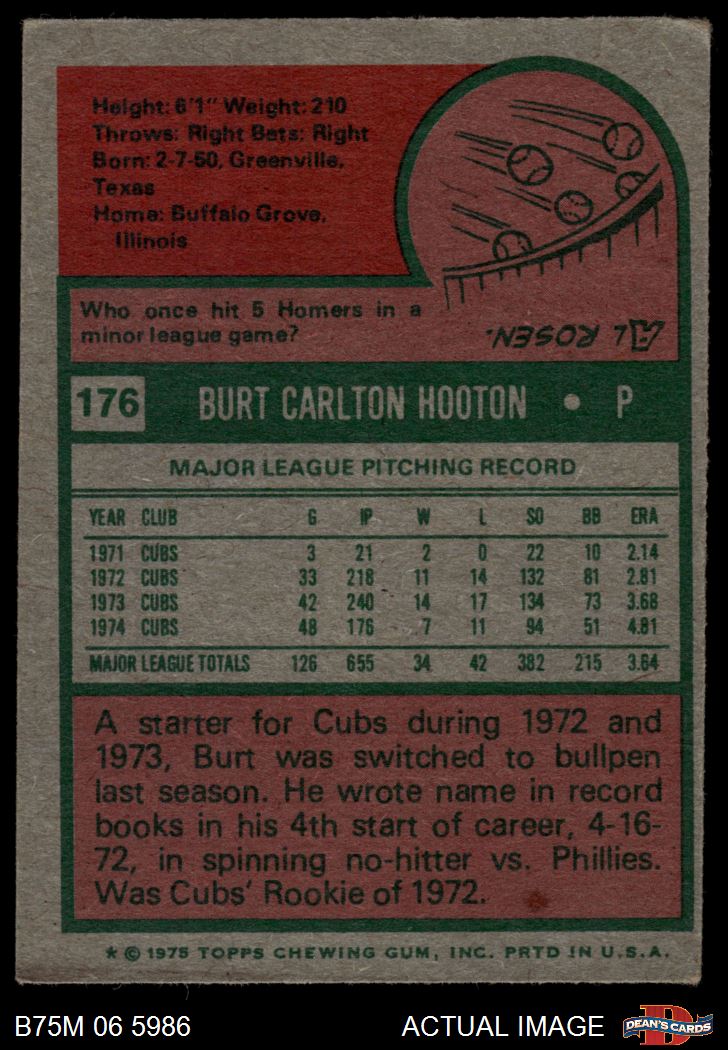 Height: 6'1" Weight: 210
Throws: Right Bats: Right
Born: 2-7-50, Greenville,
Texas
Home: Buffalo Grove,
Illinois
Who once hit 5 Homers in a
minor league game?
AL ROSEN.
176 BURT CARLTON HOOTON • P
MAJOR LEAGUE PITCHING RECORD
YEAR CLUB G IP W L SO BB ERA
1971 CUBS 3 21 2 0 22 10 2.14
1972 CUBS 33 218 11 14 132 81 2.81
1973 CUBS 42 240 14 17 134 73 3.68
1974 CUBS 48 176 7 11 94 51 4.81
MAJOR LEAGUE TOTALS 126 655 34 42 382 215 3.64
A starter for Cubs during 1972 and
1973, Burt was switched to bullpen
last season. He wrote name in record
books in his 4th start of career, 4-16-
72, in spinning no-hitter vs. Phillies.
Was Cubs' Rookie of 1972.
* © 1975 TOPPS CHEWING GUM, INC. PRTD IN U.S.A.
B75M 06 5986 ACTUAL IMAGE D DEAN'S CARDS